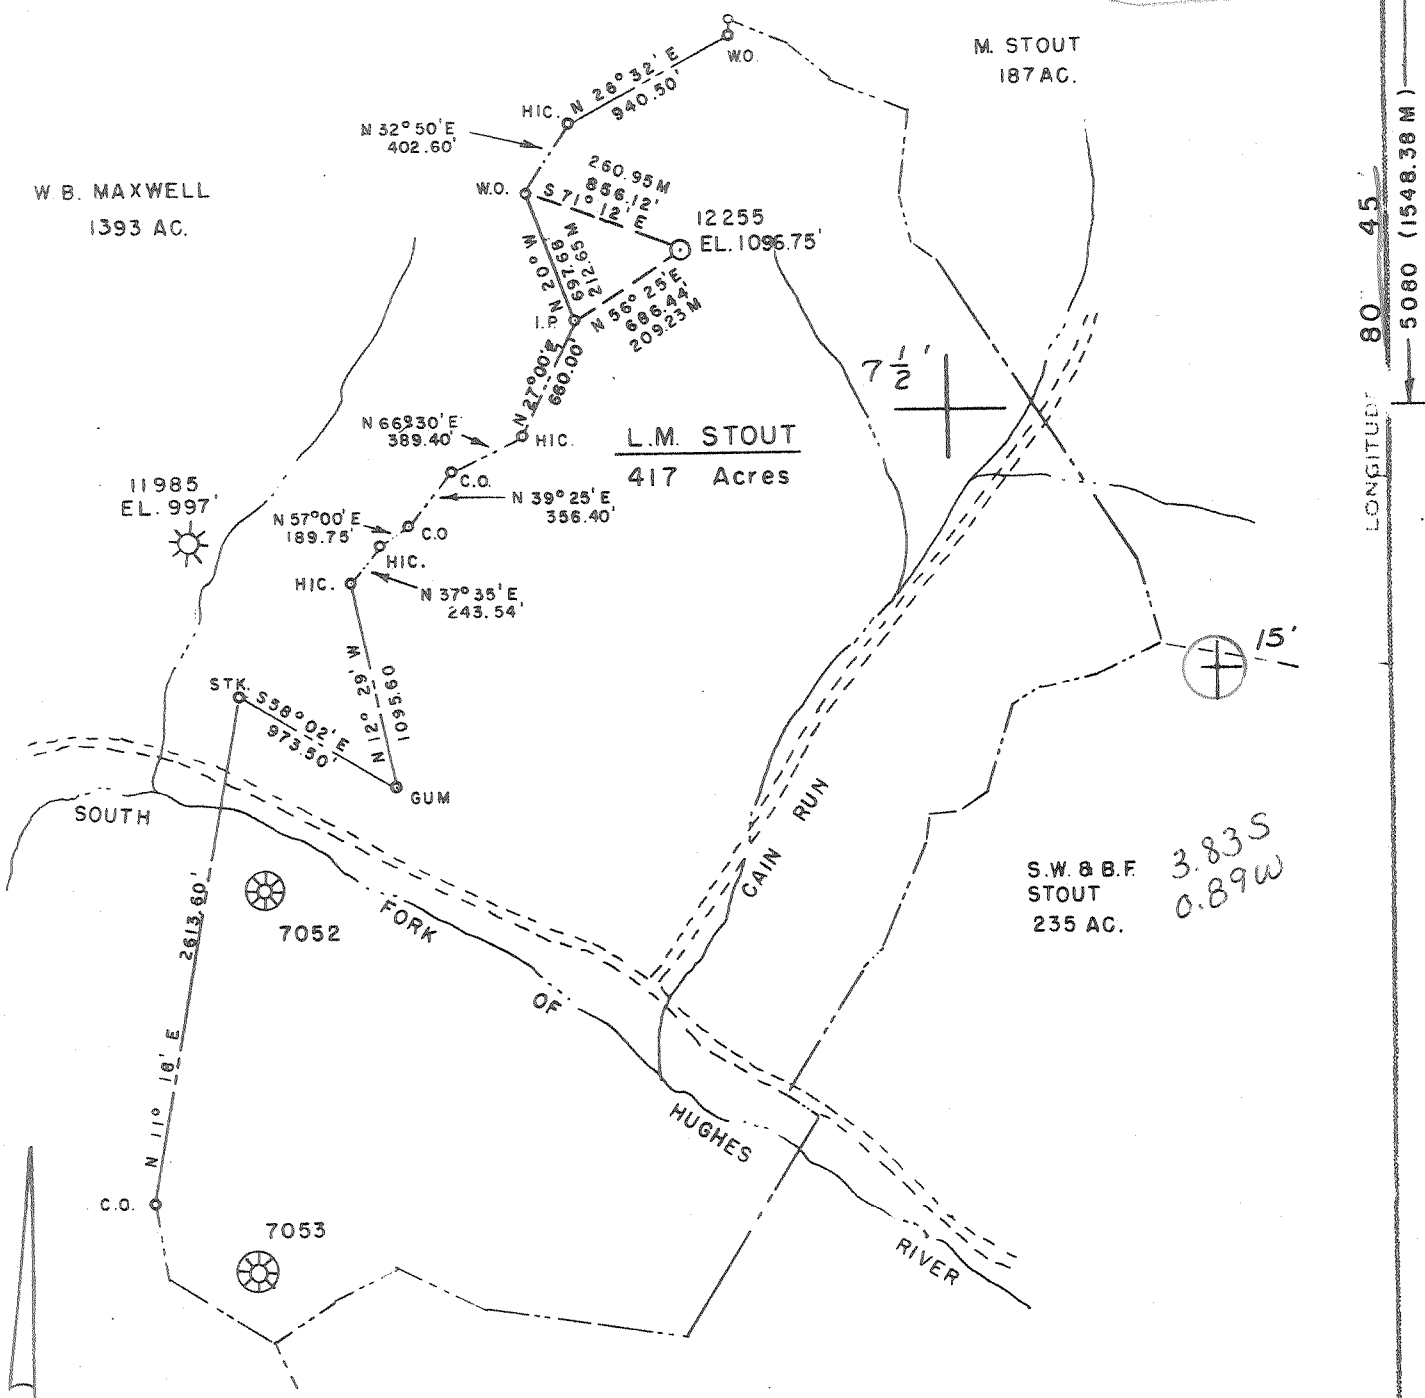 M. STOUT
187 AC.
W.O.
N 26° 32' E
940.50'
HIC.
N 32° 50' E
402.60'
W. B. MAXWELL
1393 AC.
W.O.
260.95 M
856.12'
S 71° 12' E
12255
EL. 1096.75'
N 20° W
697.68
212.65 M
I.P.
N 56° 25' E
686.44'
209.23 M
N 27° 00' E
660.00'
HIC.
N 66° 30' E
389.40'
C.O.
L.M. STOUT
417 Acres
7 1/2 '
80 45
5080 (1548.38 M)
LONGITUDE
11985
EL. 997'
N 39° 25' E
356.40'
N 57° 00' E
189.75'
C.O
HIC.
HIC.
N 37° 35' E
243.54'
N 12° 29' W
1095.60
15'
STK.
S 58° 02' E
973.50'
GUM
SOUTH
FORK
OF
HUGHES
RIVER
CAIN RUN
S.W. & B.F.
STOUT
235 AC.
3.83 S
0.89 W
7052
2613.60'
N 11° 18' E
C.O.
7053